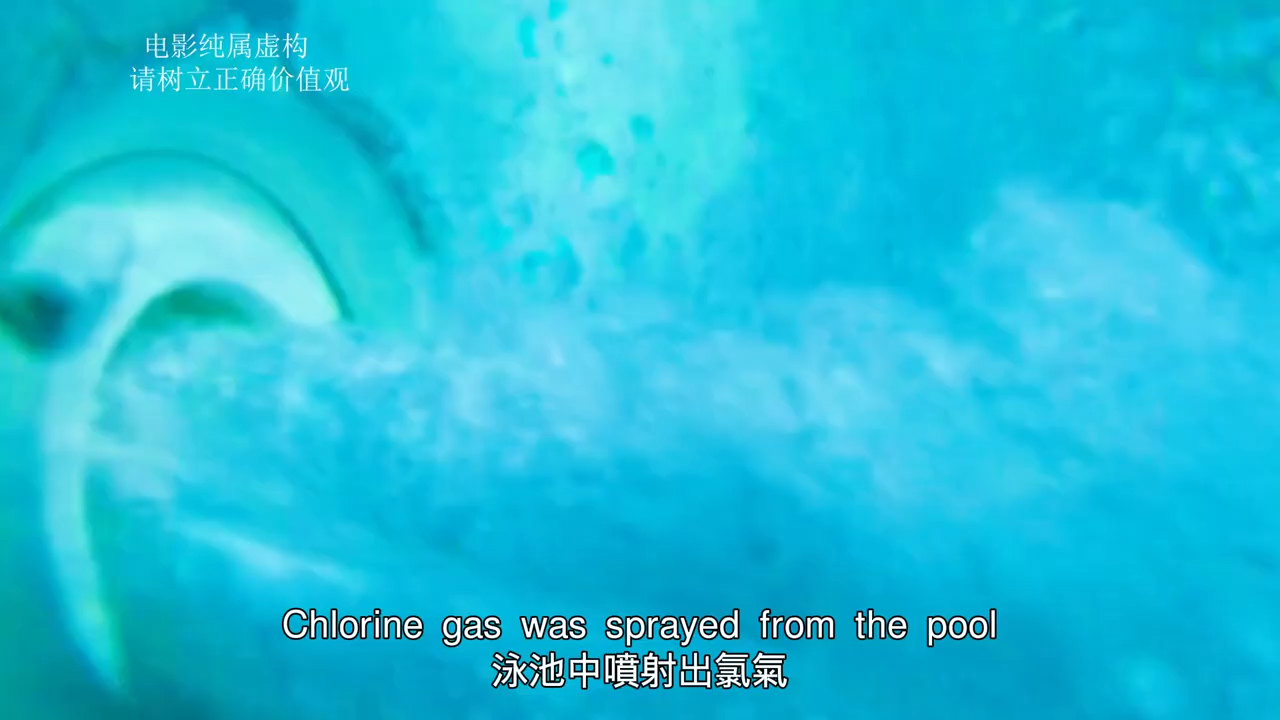 电影纯属虚构
请树立正确价值观
Chlorine gas was sprayed from the pool
泳池中噴射出氯氣